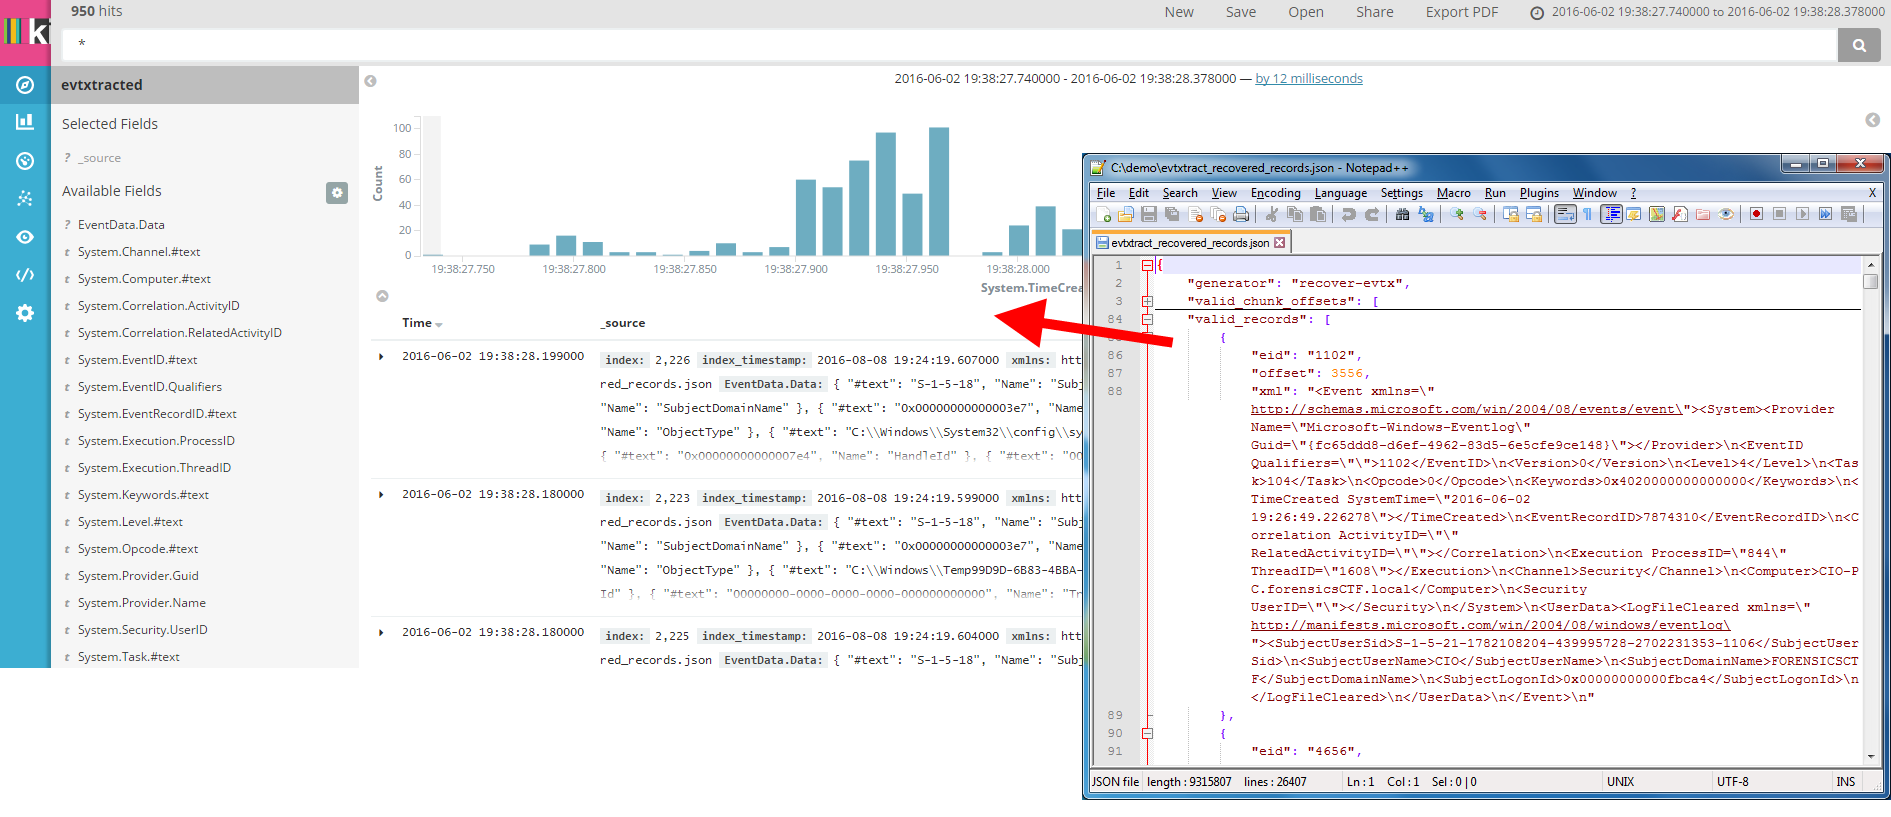 950 hits
New Save Open Share Export PDF 2016-06-02 19:38:27.740000 to 2016-06-02 19:38:28.378000
k
*
evtxtracted
Selected Fields
? _source
Available Fields
? EventData.Data
t System.Channel.#text
t System.Computer.#text
t System.Correlation.ActivityID
t System.Correlation.RelatedActivityID
t System.EventID.#text
t System.EventID.Qualifiers
t System.EventRecordID.#text
t System.Execution.ProcessID
t System.Execution.ThreadID
t System.Keywords.#text
t System.Level.#text
t System.Opcode.#text
t System.Provider.Guid
t System.Provider.Name
t System.Security.UserID
t System.Task.#text
2016-06-02 19:38:27.740000 - 2016-06-02 19:38:28.378000 — by 12 milliseconds
Count
100
80
60
40
20
0
19:38:27.750 19:38:27.800 19:38:27.850 19:38:27.900 19:38:27.950 19:38:28.000
System.TimeCrea
Time _source
2016-06-02 19:38:28.199000 index: 2,226 index_timestamp: 2016-08-08 19:24:19.607000 xmlns: htt
red_records.json EventData.Data: { "#text": "S-1-5-18", "Name": "Subj
"Name": "SubjectDomainName" }, { "#text": "0x00000000000003e7", "Name
"Name": "ObjectType" }, { "#text": "C:\\Windows\\System32\\config\\sy
{ "#text": "0x00000000000007e4", "Name": "HandleId" }, { "#text": "00
2016-06-02 19:38:28.180000 index: 2,223 index_timestamp: 2016-08-08 19:24:19.599000 xmlns: htt
red_records.json EventData.Data: { "#text": "S-1-5-18", "Name": "Subj
"Name": "SubjectDomainName" }, { "#text": "0x00000000000003e7", "Name
"Name": "ObjectType" }, { "#text": "C:\\Windows\\Temp99D9D-6B83-4BBA-
Id" }, { "#text": "00000000-0000-0000-0000-000000000000", "Name": "Tr
2016-06-02 19:38:28.180000 index: 2,225 index_timestamp: 2016-08-08 19:24:19.604000 xmlns: htt
red_records.json EventData.Data: { "#text": "S-1-5-18", "Name": "Subj
C:\demo\evtxtract_recovered_records.json - Notepad++
File Edit Search View Encoding Language Settings Macro Run Plugins Window ? X
evtxtract_recovered_records.json
1 {
2 "generator": "recover-evtx",
3 "valid_chunk_offsets": [
84 "valid_records": [
{
86 "eid": "1102",
87 "offset": 3556,
88 "xml": "<Event xmlns=\"
http://schemas.microsoft.com/win/2004/08/events/event\"><System><Provider
Name=\"Microsoft-Windows-Eventlog\"
Guid=\"{fc65ddd8-d6ef-4962-83d5-6e5cfe9ce148}\"></Provider>\n<EventID
Qualifiers=\"\">1102</EventID>\n<Version>0</Version>\n<Level>4</Level>\n<Tas
k>104</Task>\n<Opcode>0</Opcode>\n<Keywords>0x4020000000000000</Keywords>\n<
TimeCreated SystemTime=\"2016-06-02
19:26:49.226278\"></TimeCreated>\n<EventRecordID>7874310</EventRecordID>\n<C
orrelation ActivityID=\"\"
RelatedActivityID=\"\"></Correlation>\n<Execution ProcessID=\"844\"
ThreadID=\"1608\"></Execution>\n<Channel>Security</Channel>\n<Computer>CIO-P
C.forensicsCTF.local</Computer>\n<Security
UserID=\"\"></Security>\n</System>\n<UserData><LogFileCleared xmlns=\"
http://manifests.microsoft.com/win/2004/08/windows/eventlog\
"><SubjectUserSid>S-1-5-21-1782108204-439995728-2702231353-1106</SubjectUser
Sid>\n<SubjectUserName>CIO</SubjectUserName>\n<SubjectDomainName>FORENSICSCT
F</SubjectDomainName>\n<SubjectLogonId>0x00000000000fbca4</SubjectLogonId>\n
</LogFileCleared>\n</UserData>\n</Event>\n"
89 },
90 {
91 "eid": "4656",
JSON file length : 9315807 lines : 26407 Ln : 1 Col : 1 Sel : 0 | 0 UNIX UTF-8 INS